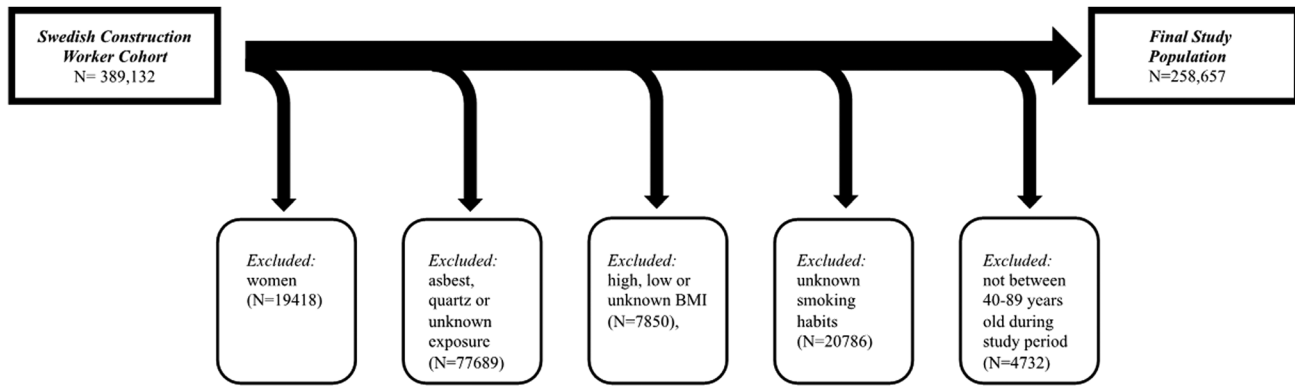 Swedish Construction
Worker Cohort
N= 389,132
Final Study
Population
N=258,657
Excluded:
women
(N=19418)
Excluded:
asbest,
quartz or
unknown
exposure
(N=77689)
Excluded:
high, low or
unknown BMI
(N=7850),
Excluded:
unknown
smoking
habits
(N=20786)
Excluded:
not between
40-89 years
old during
study period
(N=4732)